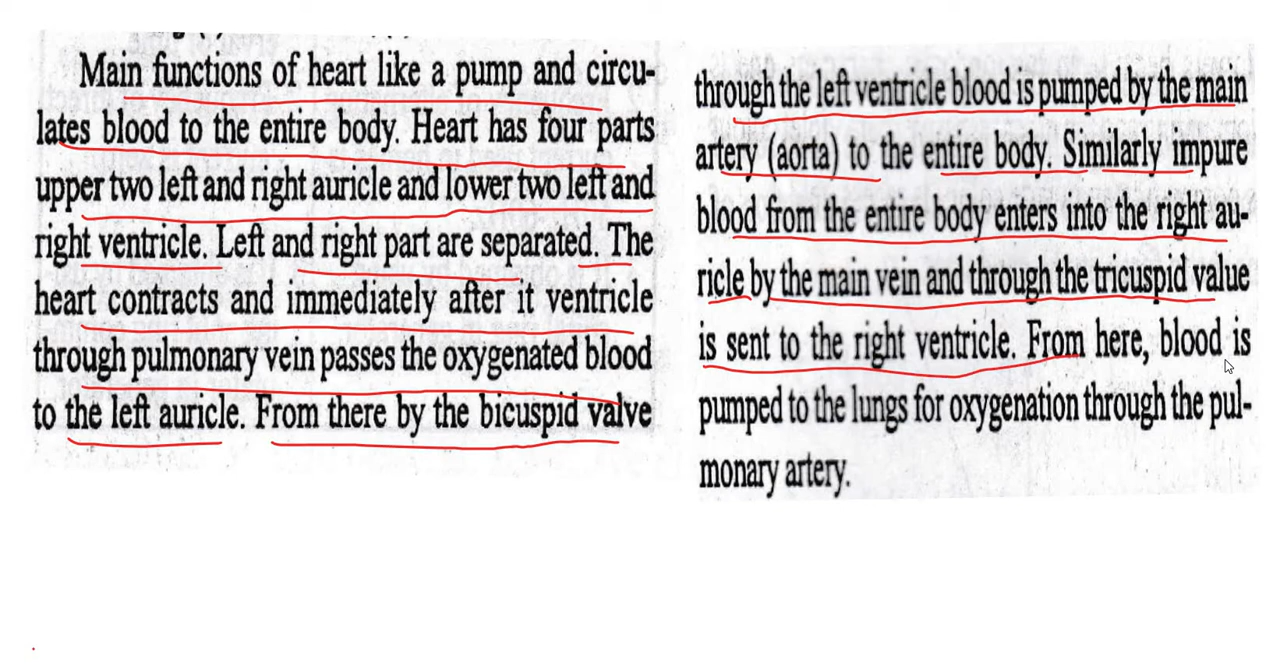 Main functions of heart like a pump and circu-
lates blood to the entire body. Heart has four parts
upper two left and right auricle and lower two left and
right ventricle. Left and right part are separated. The
heart contracts and immediately after it ventricle
through pulmonary vein passes the oxygenated blood
to the left auricle. From there by the bicuspid valve
through the left ventricle blood is pumped by the main
artery (aorta) to the entire body. Similarly impure
blood from the entire body enters into the right au-
ricle by the main vein and through the tricuspid value
is sent to the right ventricle. From here, blood is
pumped to the lungs for oxygenation through the pul-
monary artery.